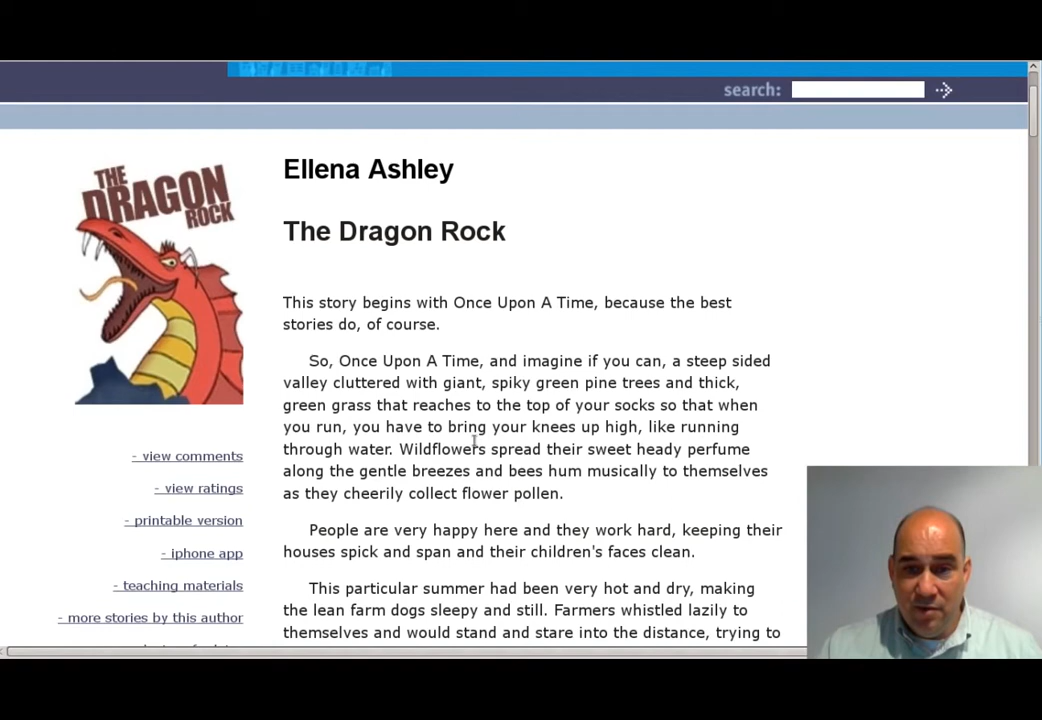 search:
THE
DRAGON
ROCK
Ellena Ashley
The Dragon Rock
This story begins with Once Upon A Time, because the best
stories do, of course.
So, Once Upon A Time, and imagine if you can, a steep sided
valley cluttered with giant, spiky green pine trees and thick,
green grass that reaches to the top of your socks so that when
you run, you have to bring your knees up high, like running
through water. Wildflowers spread their sweet heady perfume
along the gentle breezes and bees hum musically to themselves
as they cheerily collect flower pollen.
People are very happy here and they work hard, keeping their
houses spick and span and their children's faces clean.
This particular summer had been very hot and dry, making
the lean farm dogs sleepy and still. Farmers whistled lazily to
themselves and would stand and stare into the distance, trying to
- view comments
- view ratings
- printable version
- iphone app
- teaching materials
- more stories by this author